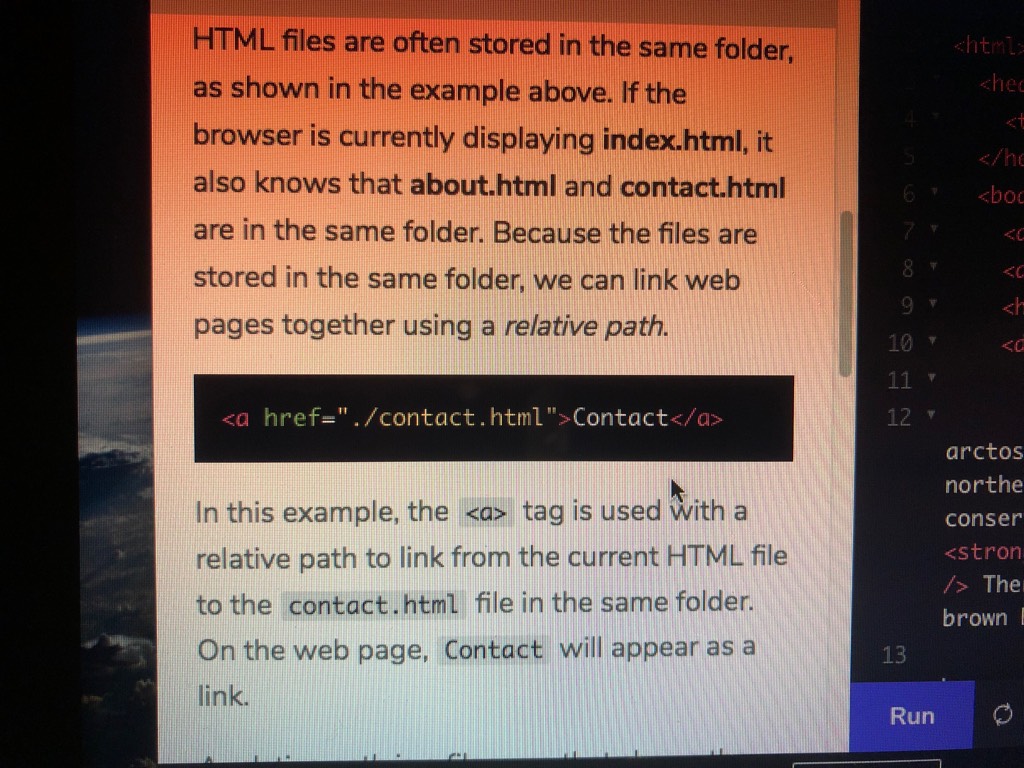 HTML files are often stored in the same folder,
as shown in the example above. If the
browser is currently displaying index.html, it
also knows that about.html and contact.html
are in the same folder. Because the files are
stored in the same folder, we can link web
pages together using a relative path.
<a href="./contact.html">Contact</a>
In this example, the <a> tag is used with a
relative path to link from the current HTML file
to the contact.html file in the same folder.
On the web page, Contact will appear as a
link.
<html>
4
5
6
7
8
9
10
11
12
arctos
northe
conser
<stron
/>
brown
13
Run